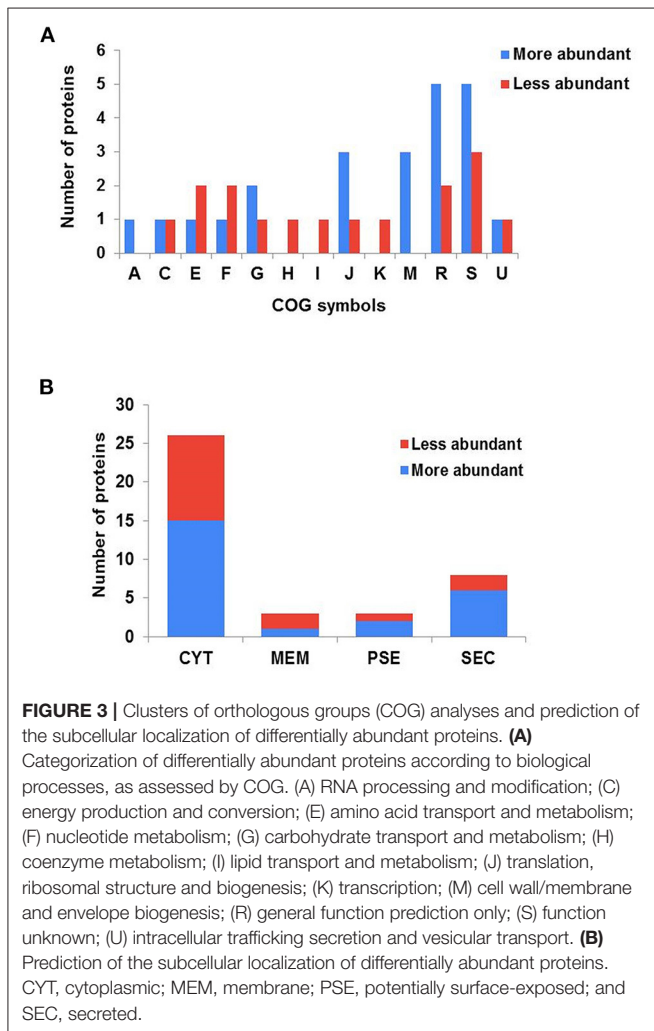 A
6
5
4
3
2
1
0
Number of proteins
More abundant
Less abundant
A C E F G H I J K M R S U
COG symbols
B
30
25
20
15
10
5
0
Number of proteins
Less abundant
More abundant
CYT MEM PSE SEC
FIGURE 3 | Clusters of orthologous groups (COG) analyses and prediction of
the subcellular localization of differentially abundant proteins. (A)
Categorization of differentially abundant proteins according to biological
processes, as assessed by COG. (A) RNA processing and modification; (C)
energy production and conversion; (E) amino acid transport and metabolism;
(F) nucleotide metabolism; (G) carbohydrate transport and metabolism; (H)
coenzyme metabolism; (I) lipid transport and metabolism; (J) translation,
ribosomal structure and biogenesis; (K) transcription; (M) cell wall/membrane
and envelope biogenesis; (R) general function prediction only; (S) function
unknown; (U) intracellular trafficking secretion and vesicular transport. (B)
Prediction of the subcellular localization of differentially abundant proteins.
CYT, cytoplasmic; MEM, membrane; PSE, potentially surface-exposed; and
SEC, secreted.